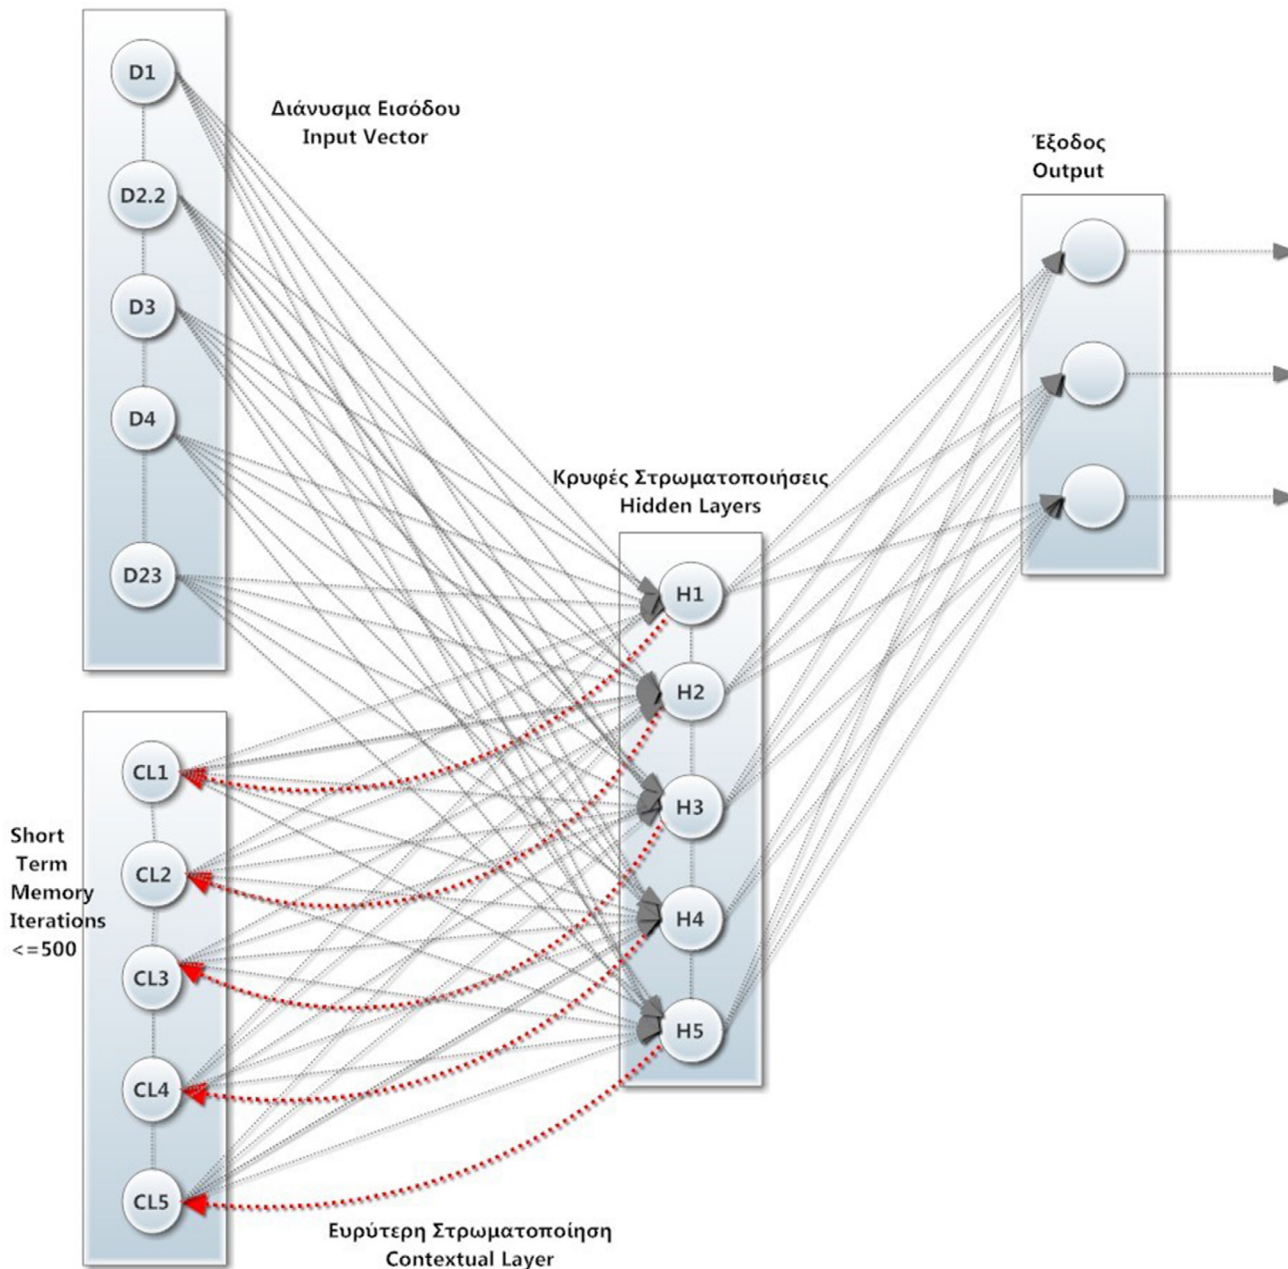 D1
D2.2
D3
D4
D23
Διάνυσμα Εισόδου
Input Vector
Έξοδος
Output
Κρυφές Στρωματοποιήσεις
Hidden Layers
H1
H2
H3
H4
H5
Short
Term
Memory
Iterations
<=500
CL1
CL2
CL3
CL4
CL5
Ευρύτερη Στρωματοποίηση
Contextual Layer